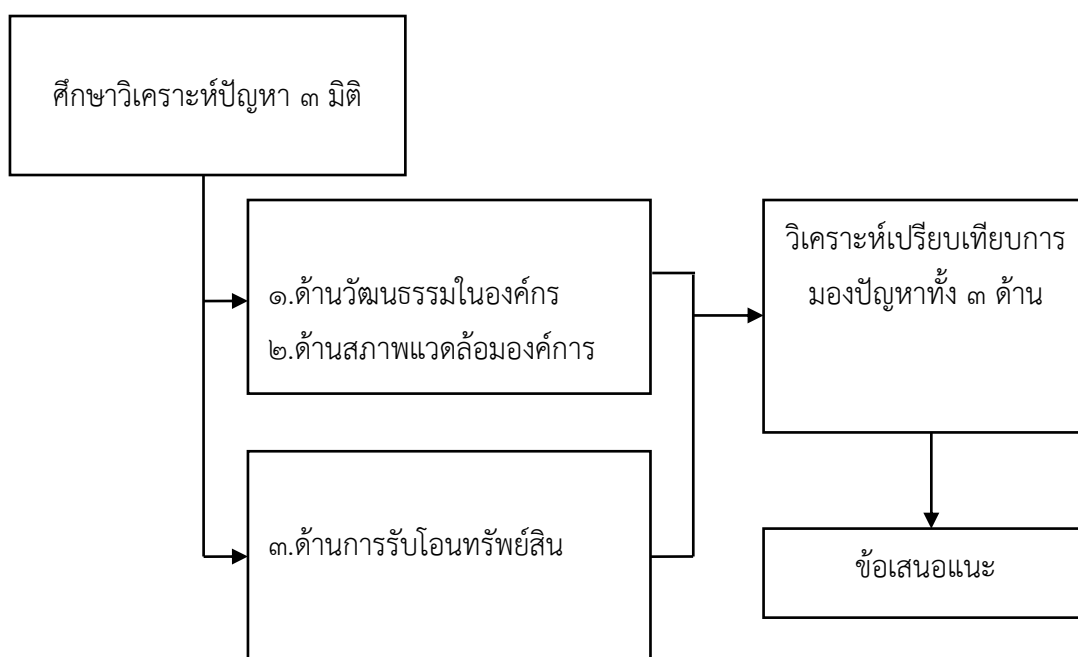 ศึกษาวิเคราะห์ปัญหา ๓ มิติ
๑.ด้านวัฒนธรรมในองค์กร
๒.ด้านสภาพแวดล้อมองค์การ
๓.ด้านการรับโอนทรัพย์สิน
วิเคราะห์เปรียบเทียบการ
มองปัญหาทั้ง ๓ ด้าน
ข้อเสนอแนะ